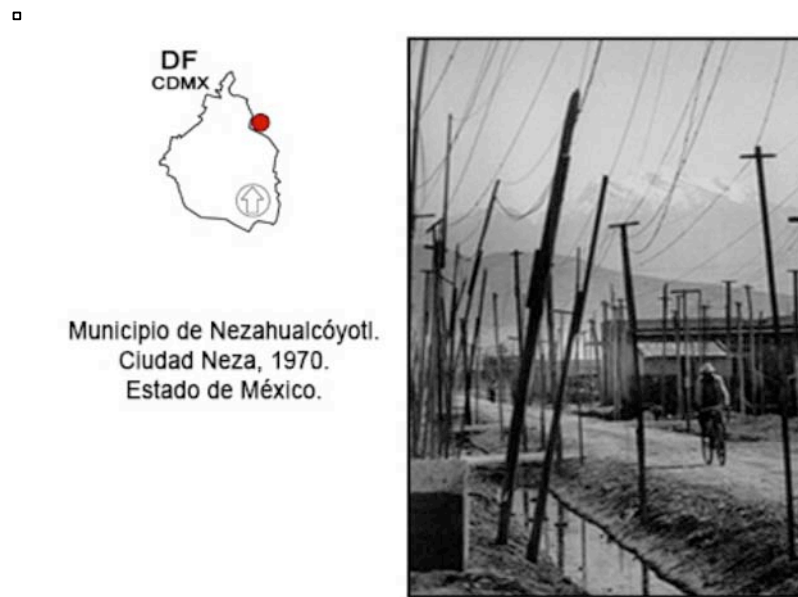 DF
CDMX
Municipio de Nezahualcóyotl.
Ciudad Neza, 1970.
Estado de México.